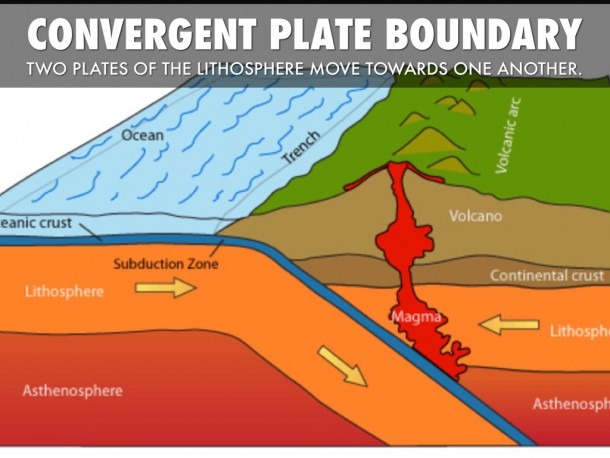 CONVERGENT PLATE BOUNDARY
TWO PLATES OF THE LITHOSPHERE MOVE TOWARDS ONE ANOTHER.
Ocean
Trench
Volcanic arc
eanic crust
Volcano
Subduction Zone
Continental crust
Lithosphere
Magma
Lithosphe
Asthenosphere
Asthenosph